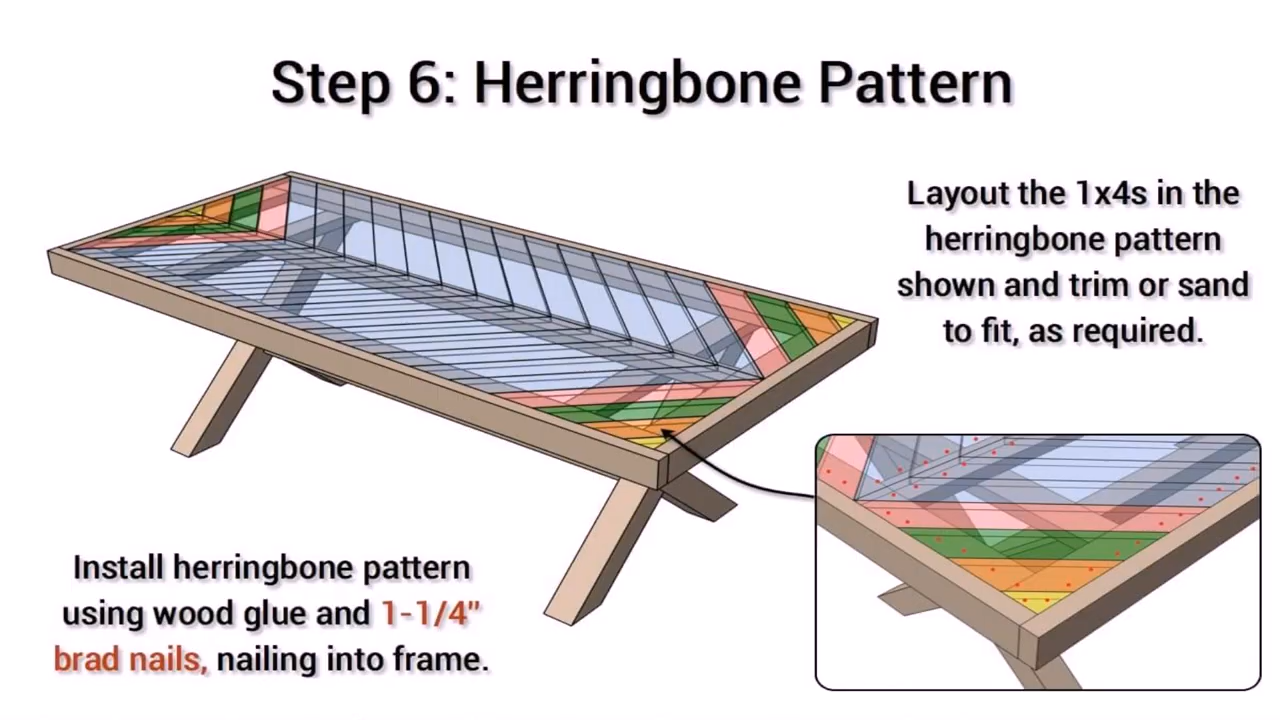 Step 6: Herringbone Pattern
Layout the 1x4s in the
herringbone pattern
shown and trim or sand
to fit, as required.
Install herringbone pattern
using wood glue and 1-1/4"
brad nails, nailing into frame.